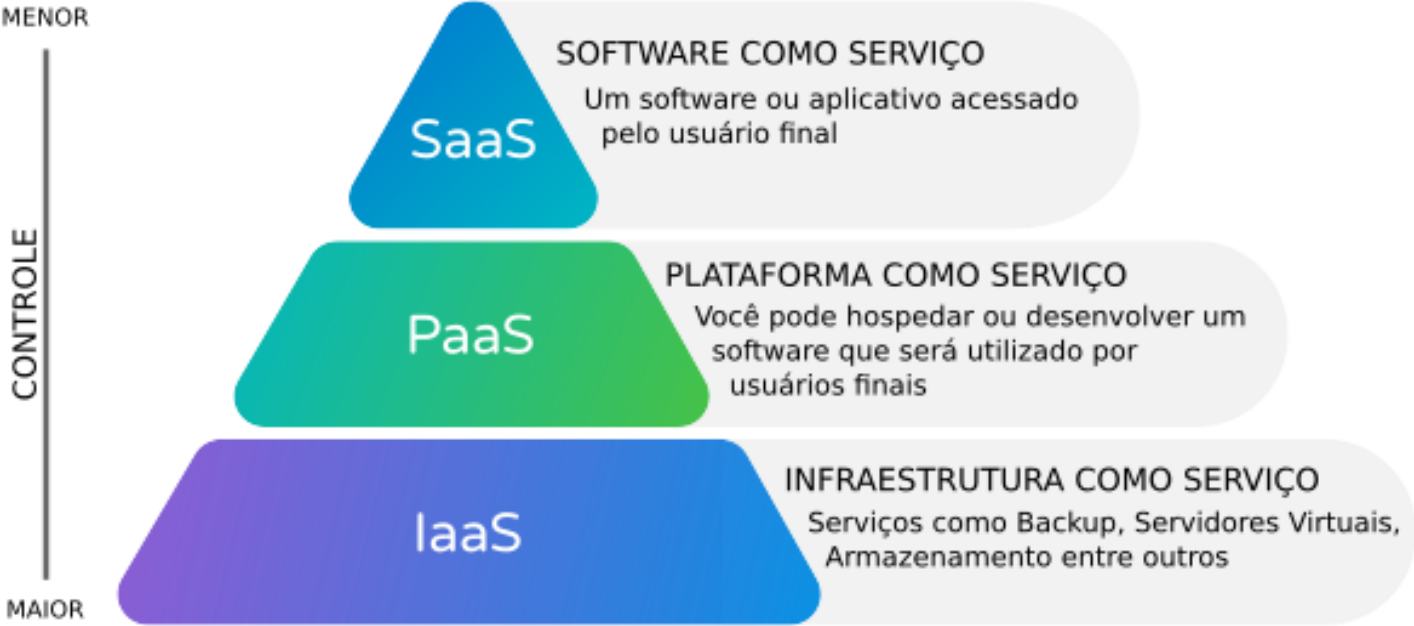 MENOR
CONTROLE
MAIOR
SaaS
SOFTWARE COMO SERVIÇO
Um software ou aplicativo acessado
pelo usuário final
PaaS
PLATAFORMA COMO SERVIÇO
Você pode hospedar ou desenvolver um
software que será utilizado por
usuários finais
IaaS
INFRAESTRUTURA COMO SERVIÇO
Serviços como Backup, Servidores Virtuais,
Armazenamento entre outros